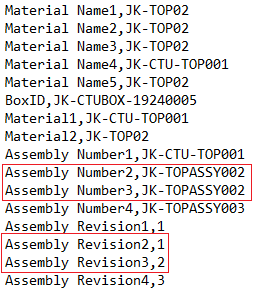 Material Name1,JK-TOP02
Material Name2,JK-TOP02
Material Name3,JK-TOP02
Material Name4,JK-CTU-TOP001
Material Name5,JK-TOP02
BoxID,JK-CTUBOX-19240005
Material1,JK-CTU-TOP001
Material2,JK-TOP02
Assembly Number1,JK-CTU-TOP001
Assembly Number2,JK-TOPASSY002
Assembly Number3,JK-TOPASSY002
Assembly Number4,JK-TOPASSY003
Assembly Revision1,1
Assembly Revision2,1
Assembly Revision3,2
Assembly Revision4,3